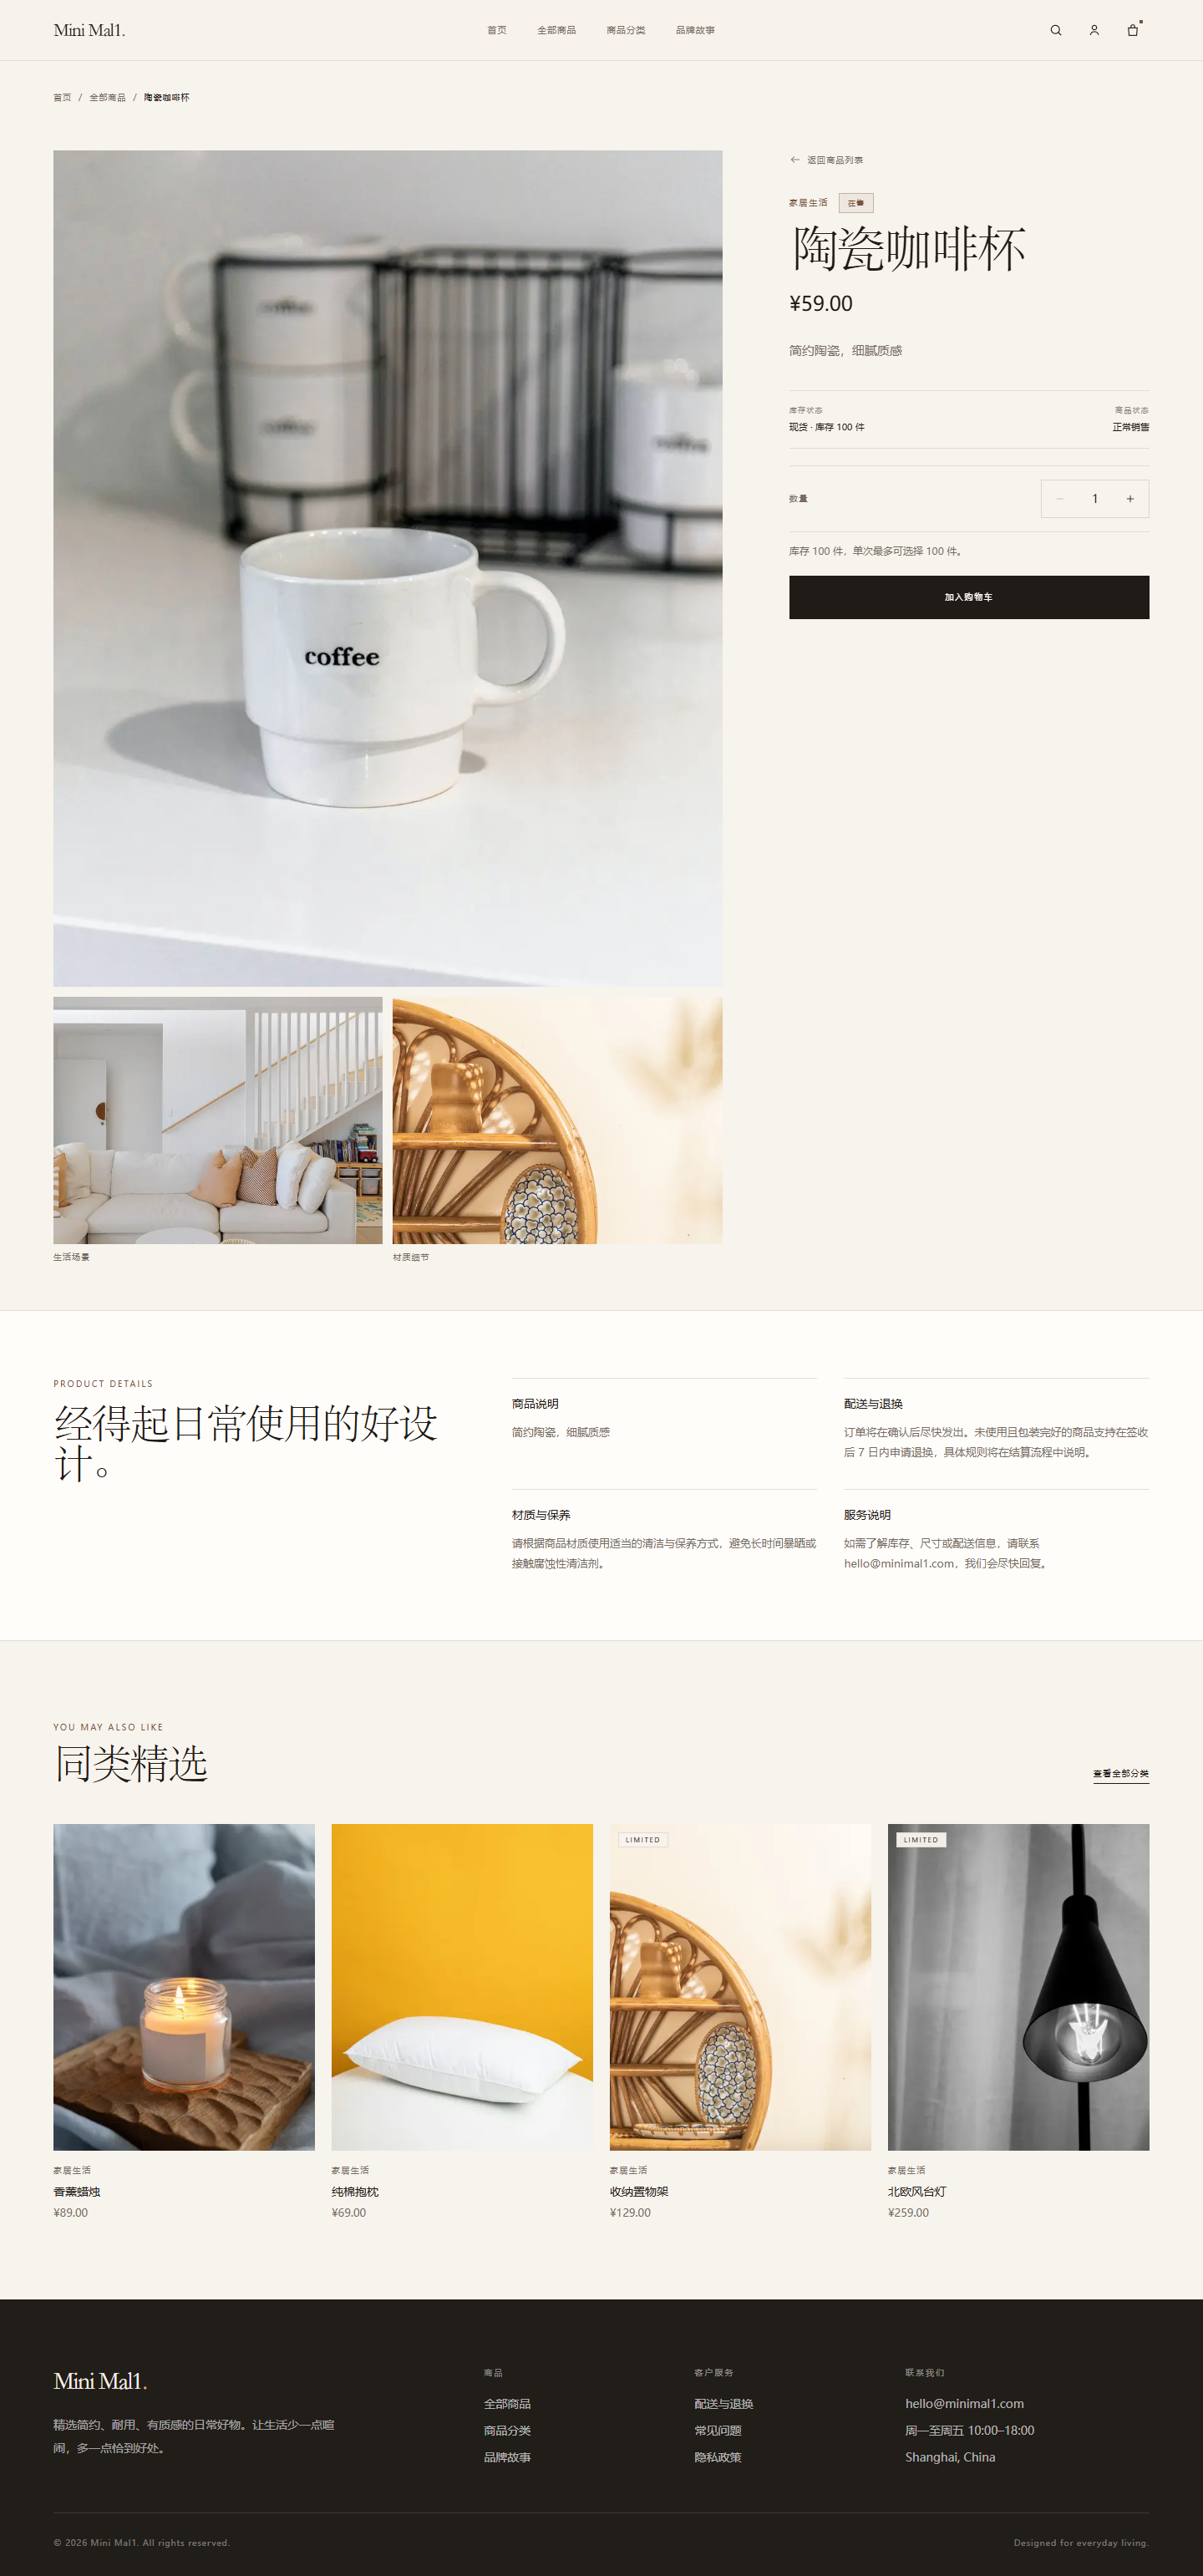 Mini Mal1.
首页
全部商品
商品分类
品牌故事
首页 / 全部商品 / 陶瓷咖啡杯
返回商品列表
家居生活
陶瓷咖啡杯
¥59.00
简约陶瓷，细腻质感
库存状态
商品状态
现货 · 库存 100 件
正常销售
数量
− 1 +
库存 100 件，单次最多可选择 100 件。
加入购物车
coffee
coffee
coffee
coffee
生活场景
材质细节
PRODUCT DETAILS
经得起日常使用的好设
计。
商品说明
简约陶瓷，细腻质感
配送与退换
订单将在确认后尽快发出。未使用且包装完好的商品支持在签收
后 7 日内申请退换，具体规则将在结算流程中说明。
材质与保养
请根据商品材质使用适当的清洁与保养方式，避免长时间暴晒或
接触腐蚀性清洁剂。
服务说明
如需了解库存、尺寸或配送信息，请联系
hello@minimal1.com，我们会尽快回复。
YOU MAY ALSO LIKE
同类精选
查看全部分类
LIMITED
LIMITED
家居生活
香薰蜡烛
¥89.00
家居生活
纯棉抱枕
¥69.00
家居生活
收纳置物架
¥129.00
家居生活
北欧风台灯
¥259.00
Mini Mal1.
精选简约、耐用、有质感的日常好物。让生活少一点喧
闹，多一点恰到好处。
商品
全部商品
商品分类
品牌故事
客户服务
配送与退换
常见问题
隐私政策
联系我们
hello@minimal1.com
周一至周五 10:00–18:00
Shanghai, China
© 2026 Mini Mal1. All rights reserved.
Designed for everyday living.